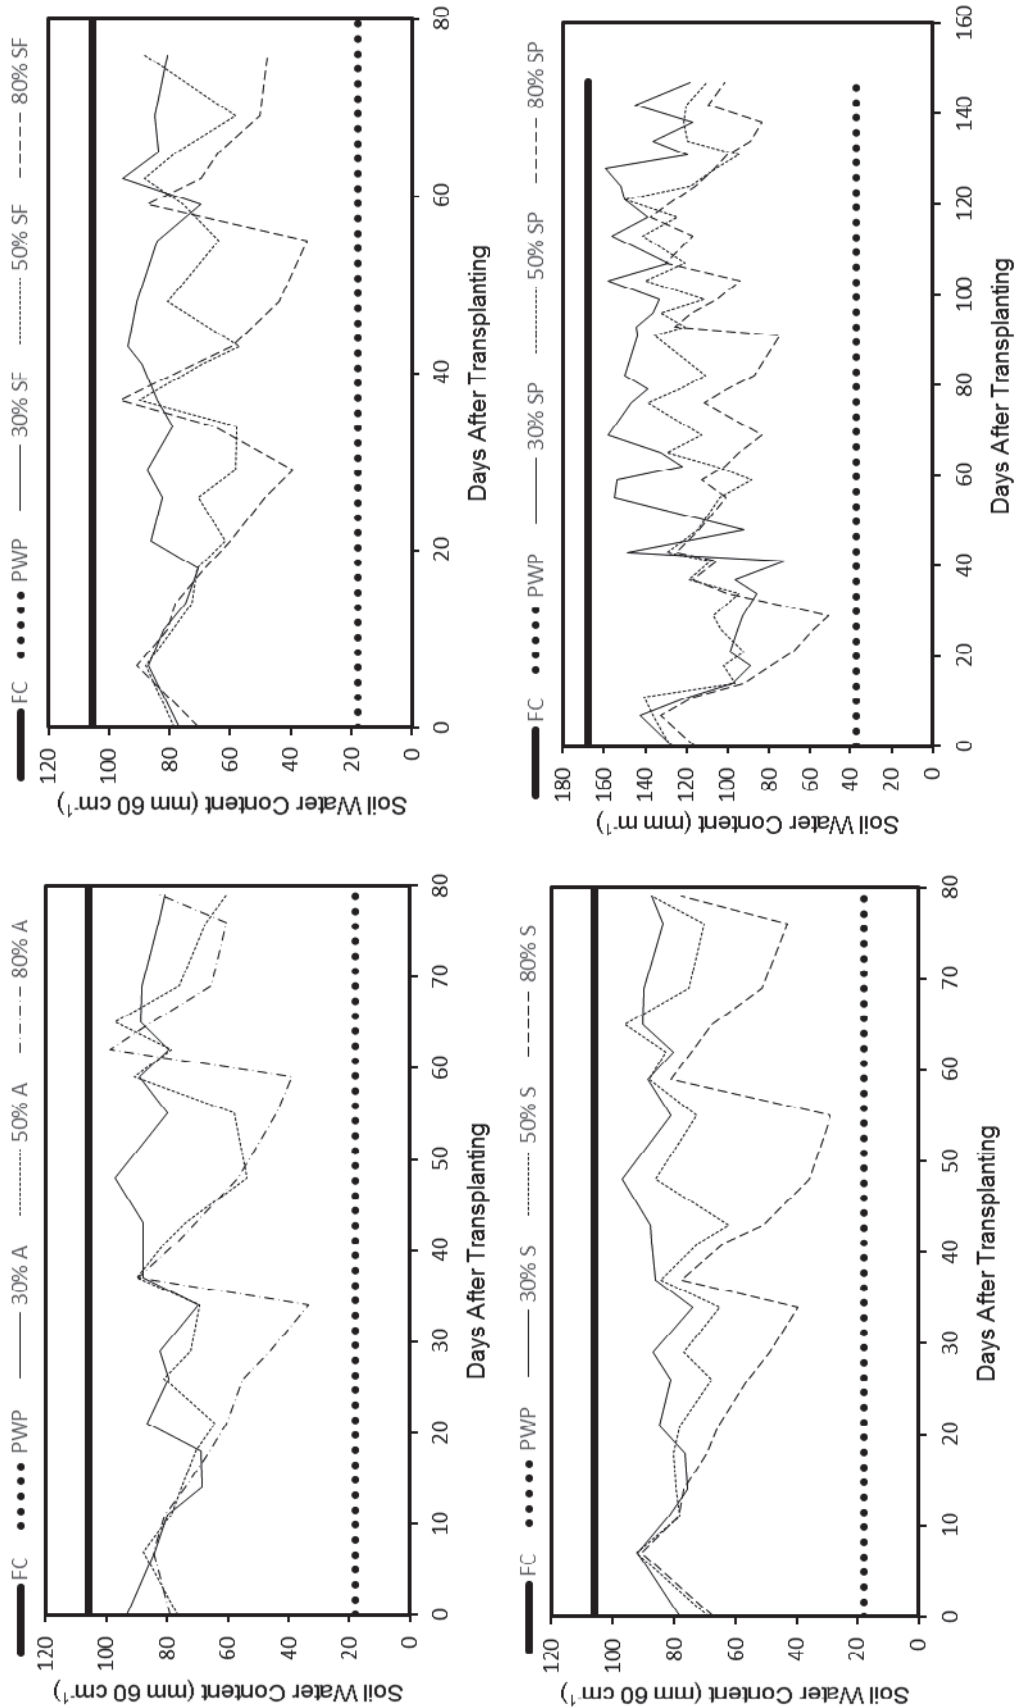 FC PWP 30% A 50% A 80% A
Soil Water Content (mm 60 cm⁻¹)
120
100
80
60
40
20
0
0 10 20 30 40 50 60 70 80
Days After Transplanting
FC PWP 30% SF 50% SF 80% SF
Soil Water Content (mm 60 cm⁻¹)
120
100
80
60
40
20
0
0 20 40 60 80
Days After Transplanting
FC PWP 30% S 50% S 80% S
Soil Water Content (mm 60 cm⁻¹)
120
100
80
60
40
20
0
0 10 20 30 40 50 60 70 80
Days After Transplanting
FC PWP 30% SP 50% SP 80% SP
Soil Water Content (mm m⁻¹)
180
160
140
120
100
80
60
40
20
0
0 20 40 60 80 100 120 140 160
Days After Transplanting